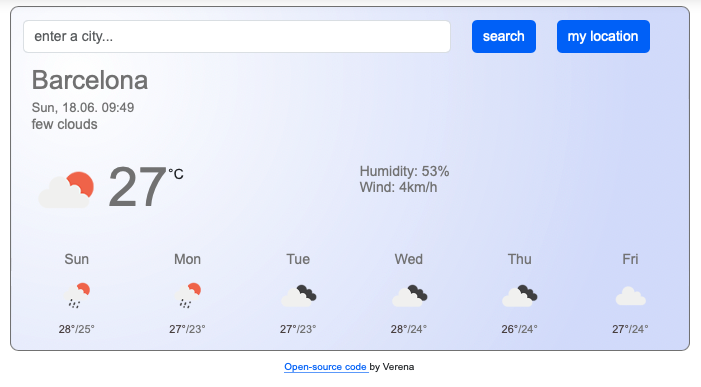 enter a city... search my location
Barcelona
Sun, 18.06. 09:49
few clouds
27°C
Humidity: 53%
Wind: 4km/h
Sun Mon Tue Wed Thu Fri
28°/25° 27°/23° 27°/23° 28°/24° 26°/24° 27°/24°
Open-source code by Verena